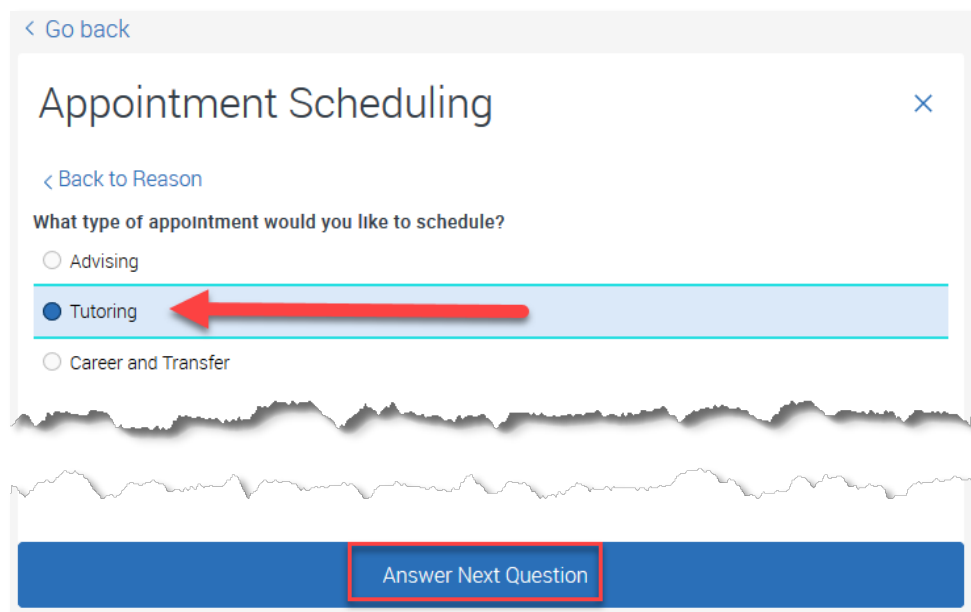 Go back
Appointment Scheduling
Back to Reason
What type of appointment would you like to schedule?
Advising
Tutoring
Career and Transfer
Answer Next Question